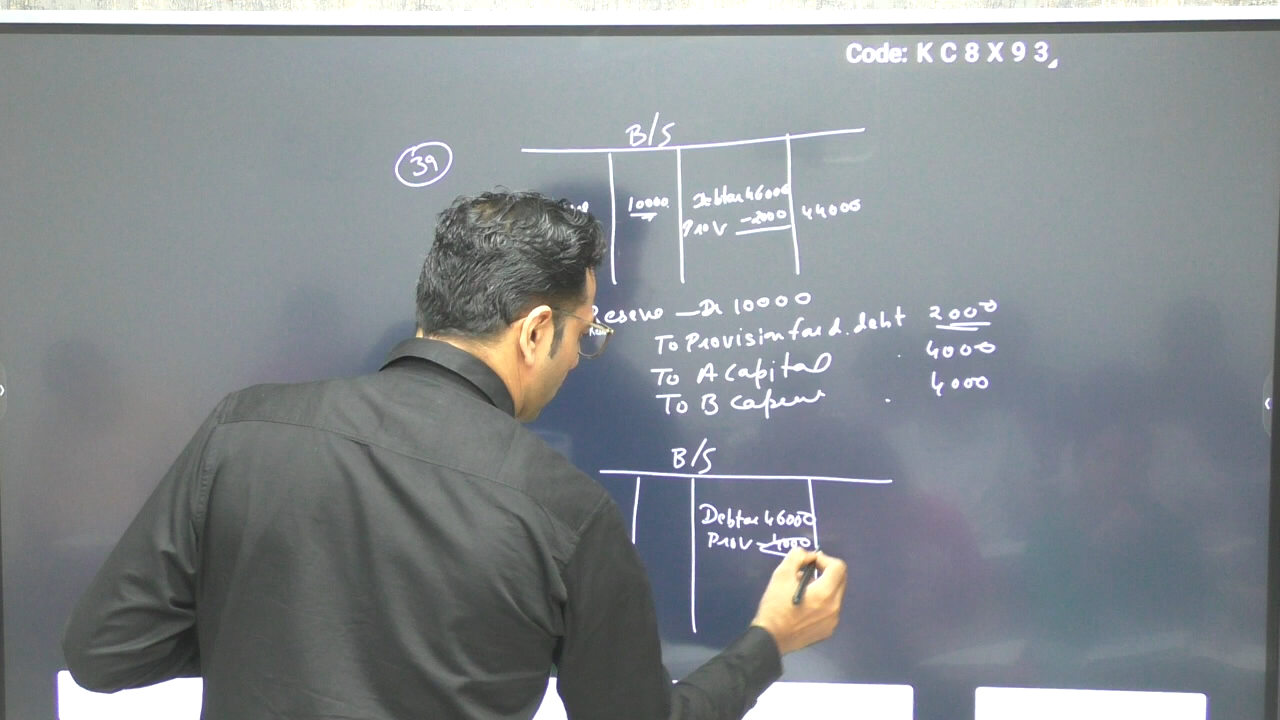 Code: K C 8 X 9 3
39
B/S
10000
Debtor 46000
Prov -2000
44000
Reserve — Dr 10000
To Provision for d. debt 2000
To A Capital 4000
To B 4000
B/S
Debtor 46000
Prov -4000